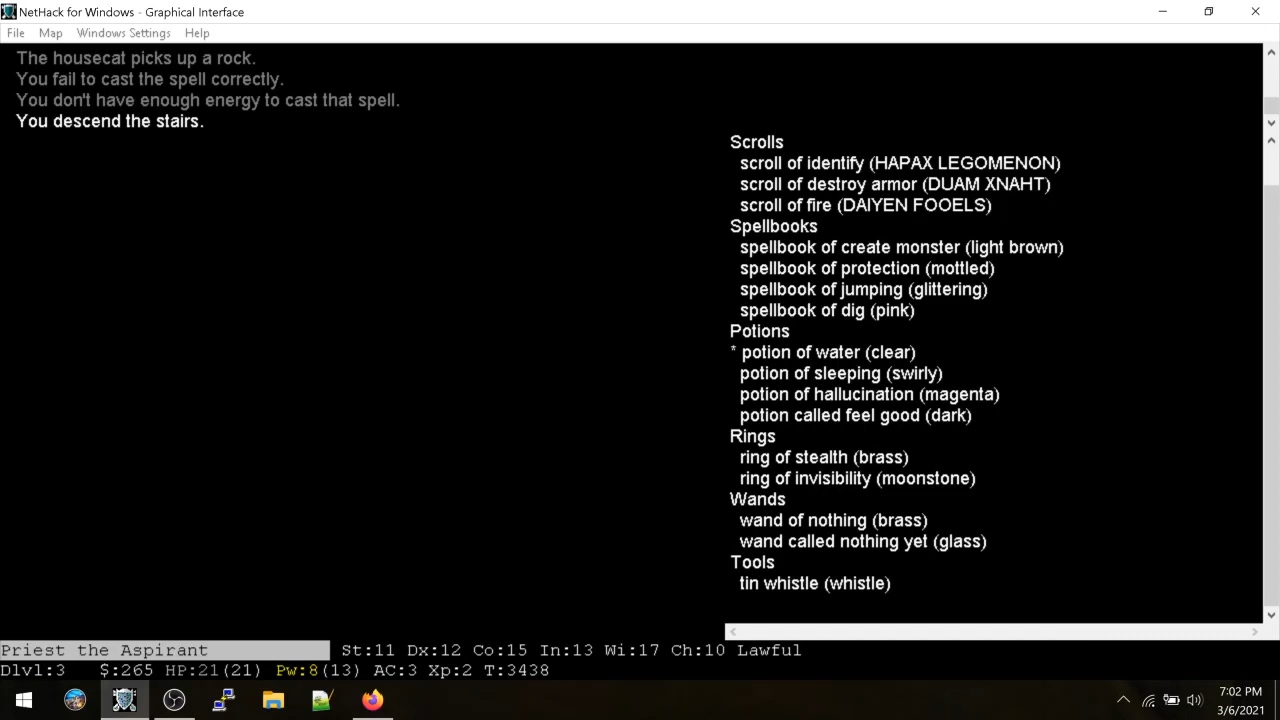 NetHack for Windows - Graphical Interface
File Map Windows Settings Help
The housecat picks up a rock.
You fail to cast the spell correctly.
You don't have enough energy to cast that spell.
You descend the stairs.
Scrolls
scroll of identify (HAPAX LEGOMENON)
scroll of destroy armor (DUAM XNAHT)
scroll of fire (DAIYEN FOOELS)
Spellbooks
spellbook of create monster (light brown)
spellbook of protection (mottled)
spellbook of jumping (glittering)
spellbook of dig (pink)
Potions
* potion of water (clear)
potion of sleeping (swirly)
potion of hallucination (magenta)
potion called feel good (dark)
Rings
ring of stealth (brass)
ring of invisibility (moonstone)
Wands
wand of nothing (brass)
wand called nothing yet (glass)
Tools
tin whistle (whistle)
Priest the Aspirant St:11 Dx:12 Co:15 In:13 Wi:17 Ch:10 Lawful
Dlvl:3 $:265 HP:21(21) Pw:8(13) AC:3 Xp:2 T:3438
7:02 PM
3/6/2021